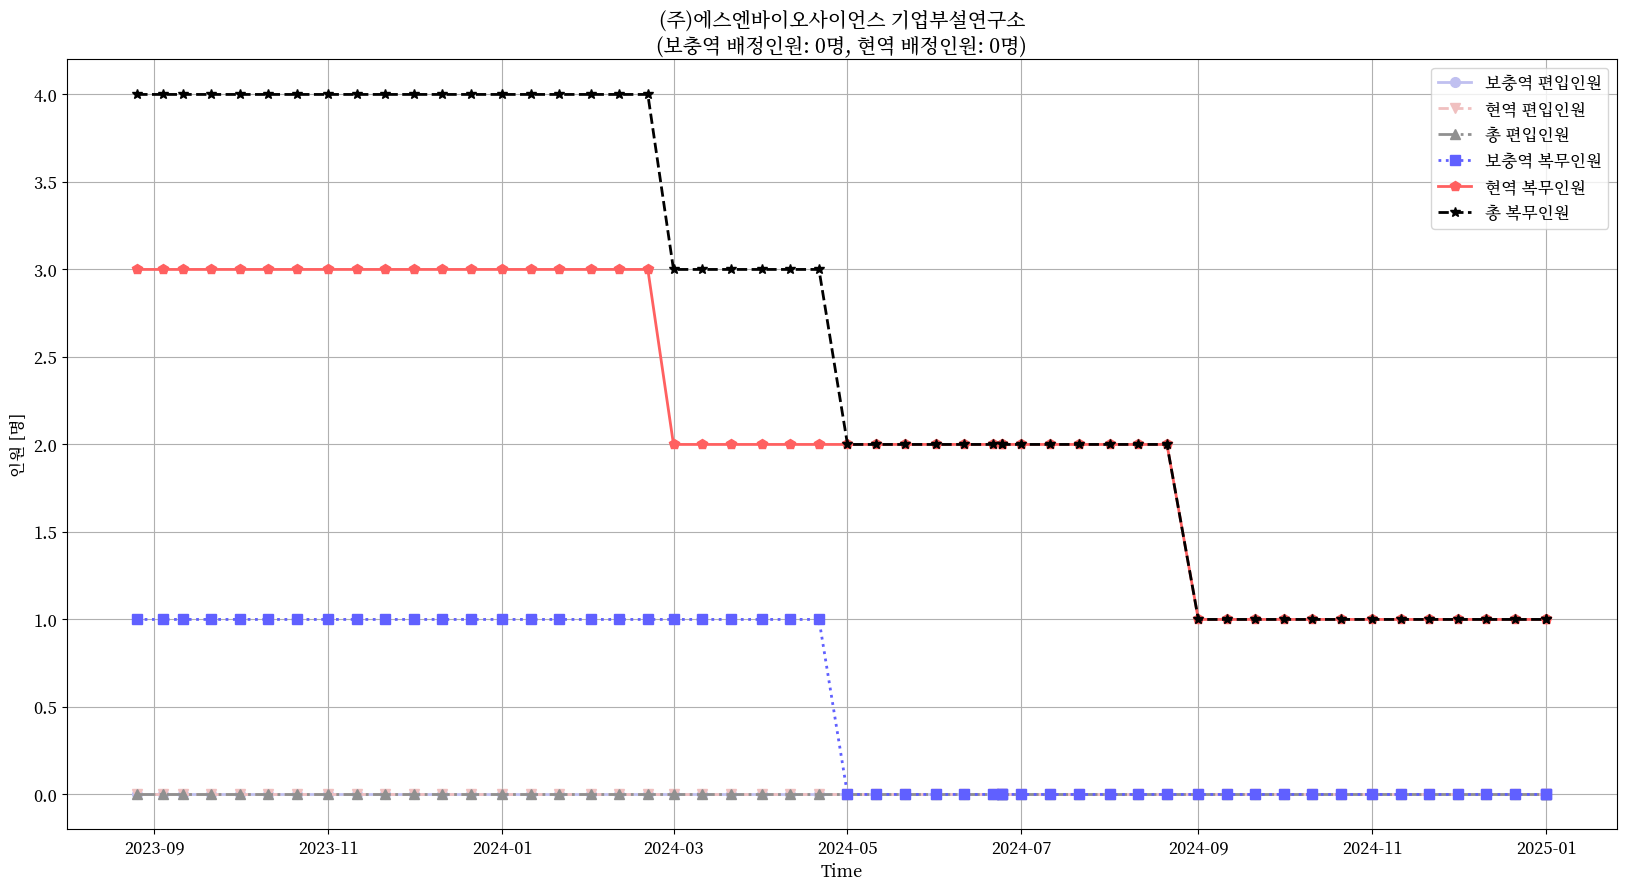 (주)에스엔바이오사이언스 기업부설연구소
(보충역 배정인원: 0명, 현역 배정인원: 0명)
보충역 편입인원
현역 편입인원
총 편입인원
보충역 복무인원
현역 복무인원
총 복무인원
인원 [명]
4.0
3.5
3.0
2.5
2.0
1.5
1.0
0.5
0.0
2023-09
2023-11
2024-01
2024-03
2024-05
2024-07
2024-09
2024-11
2025-01
Time